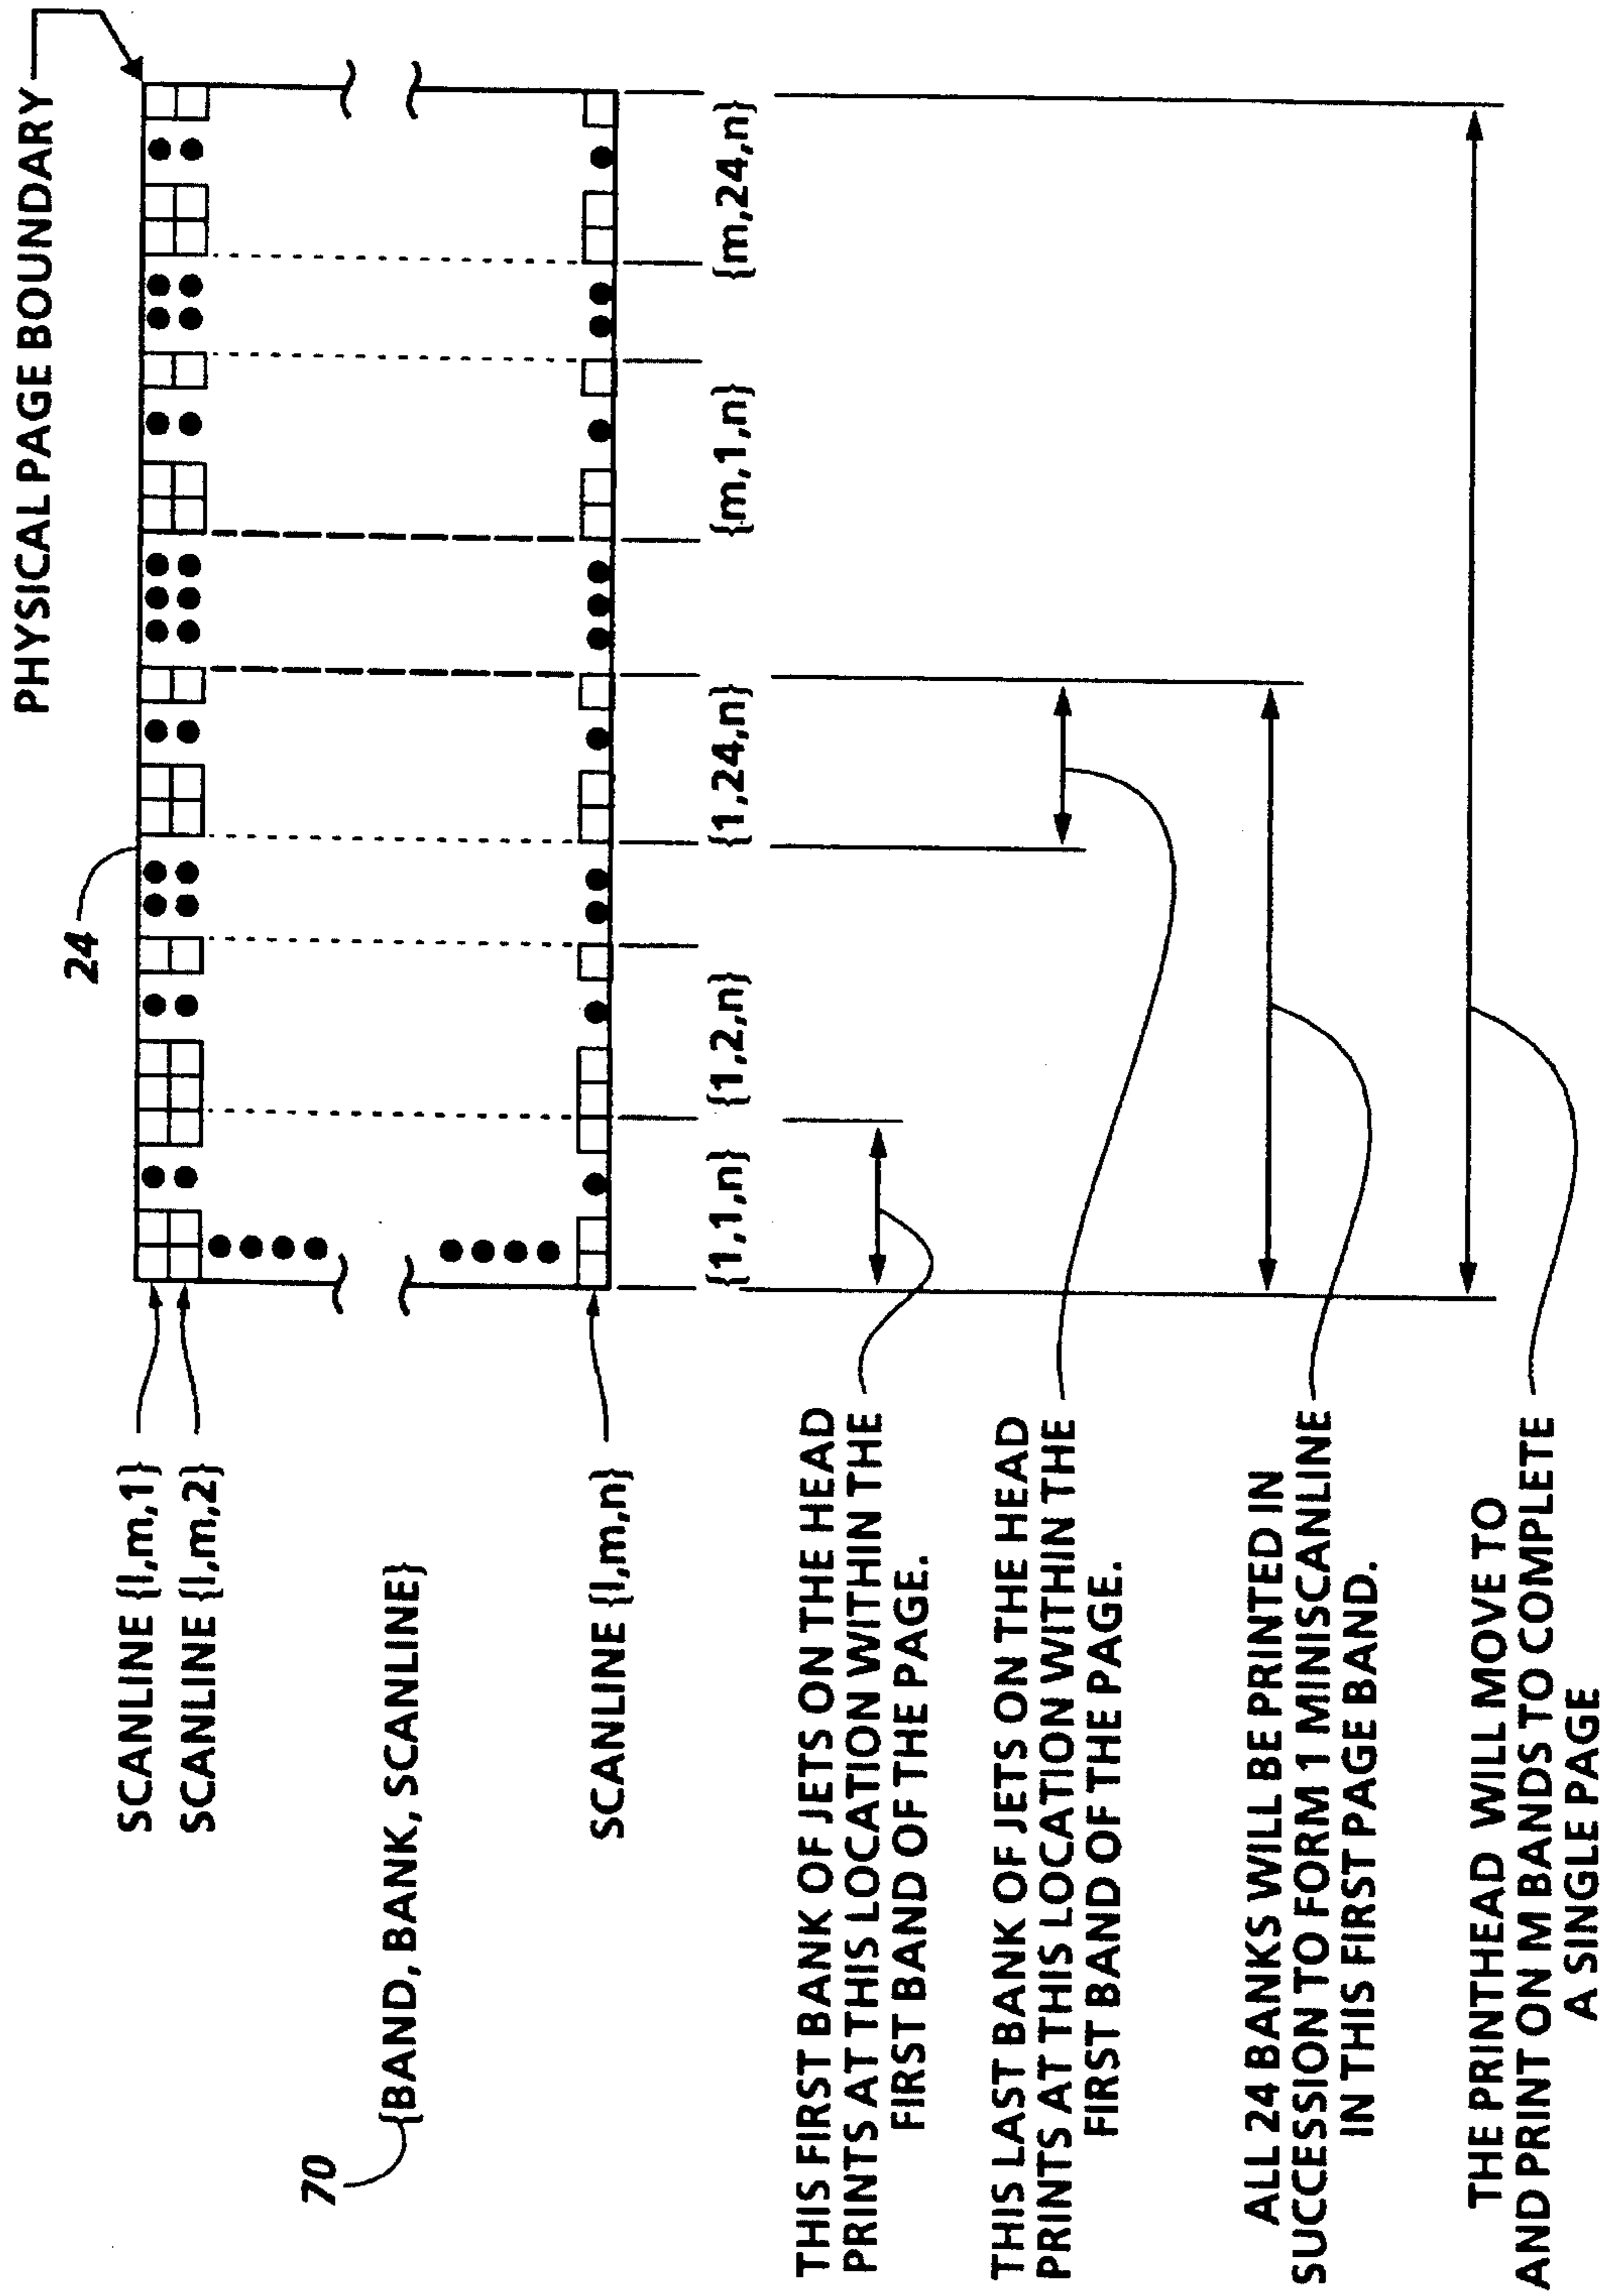 PHYSICAL PAGE BOUNDARY
24
SCANLINE {l,m,1}
SCANLINE {l,m,2}
70
{BAND, BANK, SCANLINE}
SCANLINE {l,m,n}
{1,1,n} {1,2,n} {1,24,n} {m,1,n} {m,24,n}
THIS FIRST BANK OF JETS ON THE HEAD
PRINTS AT THIS LOCATION WITHIN THE
FIRST BAND OF THE PAGE.
THIS LAST BANK OF JETS ON THE HEAD
PRINTS AT THIS LOCATION WITHIN THE
FIRST BAND OF THE PAGE.
ALL 24 BANKS WILL BE PRINTED IN
SUCCESSION TO FORM 1 MINISCANLINE
IN THIS FIRST PAGE BAND.
THE PRINTHEAD WILL MOVE TO
AND PRINT ON M BANDS TO COMPLETE
A SINGLE PAGE